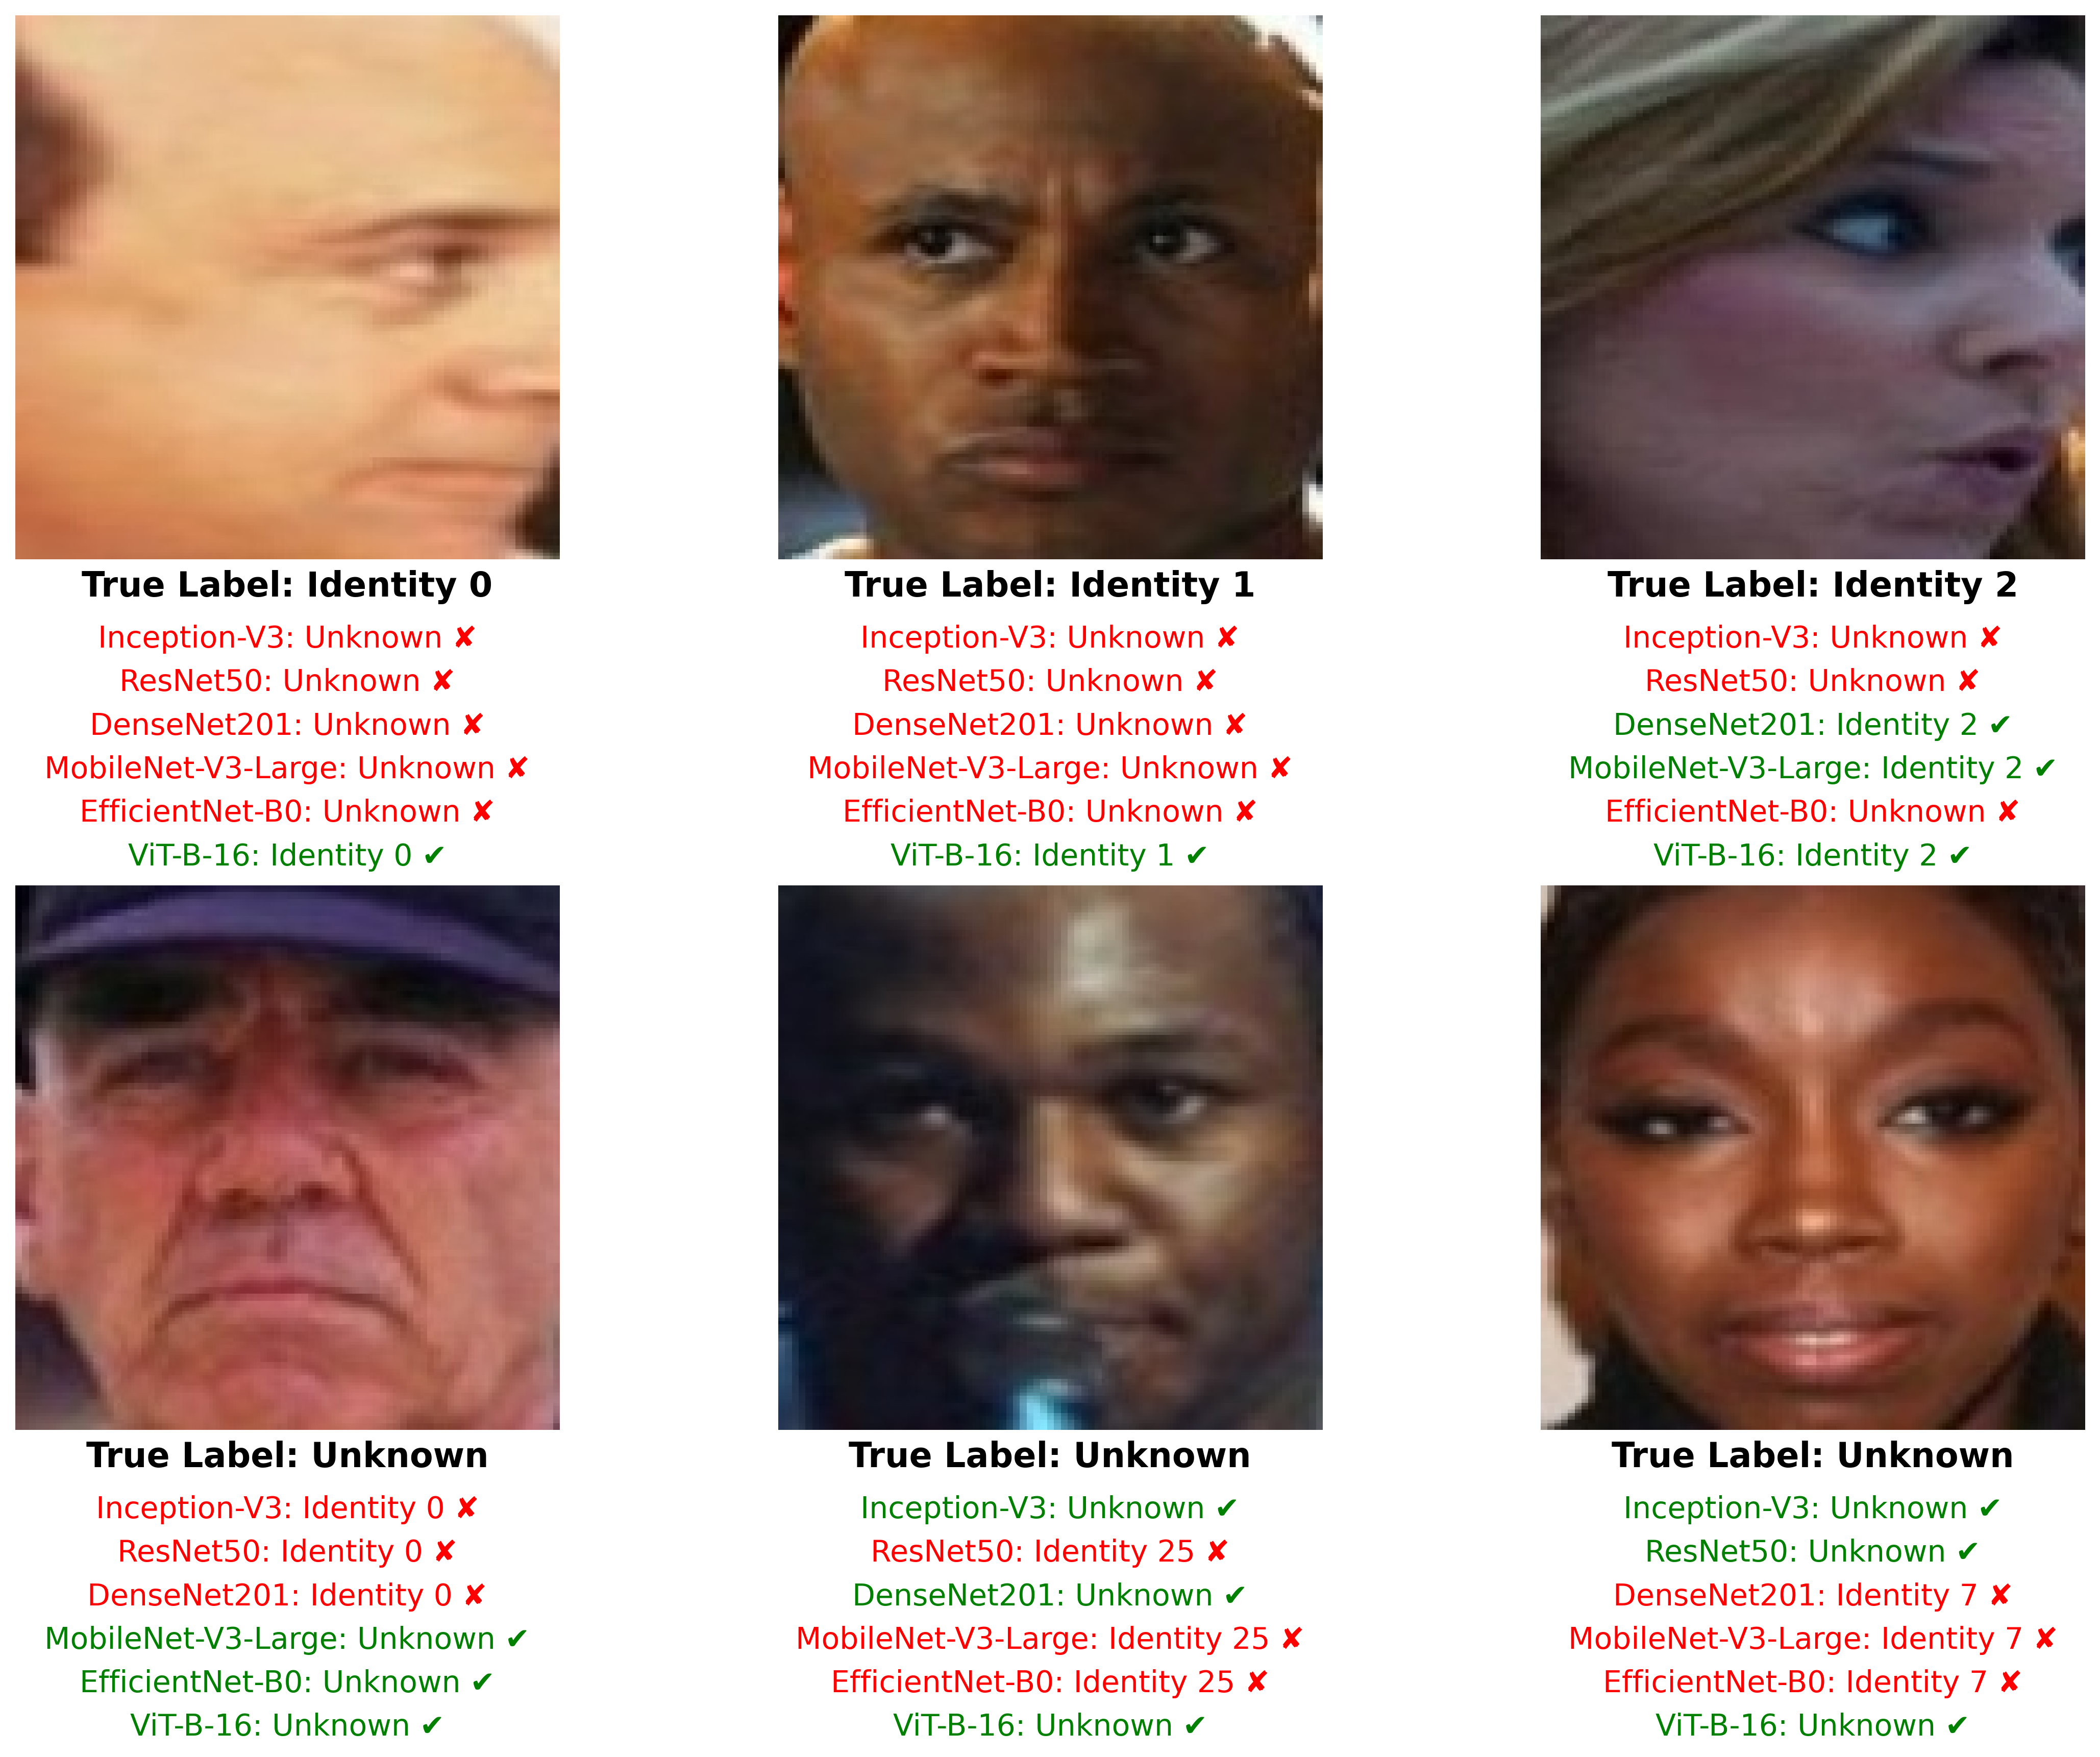 True Label: Identity 0
Inception-V3: Unknown ✘
ResNet50: Unknown ✘
DenseNet201: Unknown ✘
MobileNet-V3-Large: Unknown ✘
EfficientNet-B0: Unknown ✘
ViT-B-16: Identity 0 ✔
True Label: Identity 1
Inception-V3: Unknown ✘
ResNet50: Unknown ✘
DenseNet201: Unknown ✘
MobileNet-V3-Large: Unknown ✘
EfficientNet-B0: Unknown ✘
ViT-B-16: Identity 1 ✔
True Label: Identity 2
Inception-V3: Unknown ✘
ResNet50: Unknown ✘
DenseNet201: Identity 2 ✔
MobileNet-V3-Large: Identity 2 ✔
EfficientNet-B0: Unknown ✘
ViT-B-16: Identity 2 ✔
True Label: Unknown
Inception-V3: Identity 0 ✘
ResNet50: Identity 0 ✘
DenseNet201: Identity 0 ✘
MobileNet-V3-Large: Unknown ✔
EfficientNet-B0: Unknown ✔
ViT-B-16: Unknown ✔
True Label: Unknown
Inception-V3: Unknown ✔
ResNet50: Identity 25 ✘
DenseNet201: Unknown ✔
MobileNet-V3-Large: Identity 25 ✘
EfficientNet-B0: Identity 25 ✘
ViT-B-16: Unknown ✔
True Label: Unknown
Inception-V3: Unknown ✔
ResNet50: Unknown ✔
DenseNet201: Identity 7 ✘
MobileNet-V3-Large: Identity 7 ✘
EfficientNet-B0: Identity 7 ✘
ViT-B-16: Unknown ✔